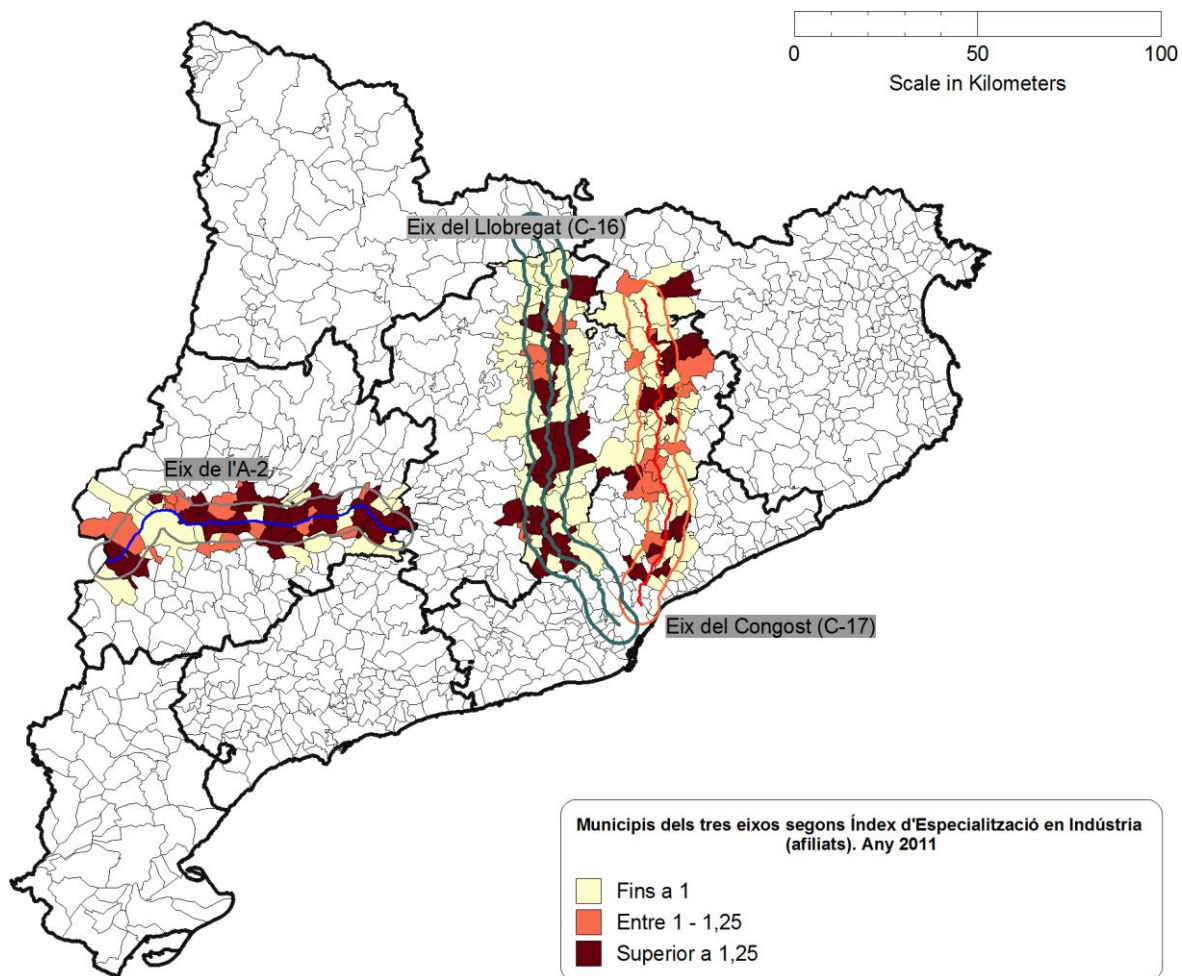 0 50 100
Scale in Kilometers
Eix del Llobregat (C-16)
Eix de l'A-2
Eix del Congost (C-17)
Municipis dels tres eixos segons Índex d'Especialització en Indústria
(afiliats). Any 2011
Fins a 1
Entre 1 - 1,25
Superior a 1,25